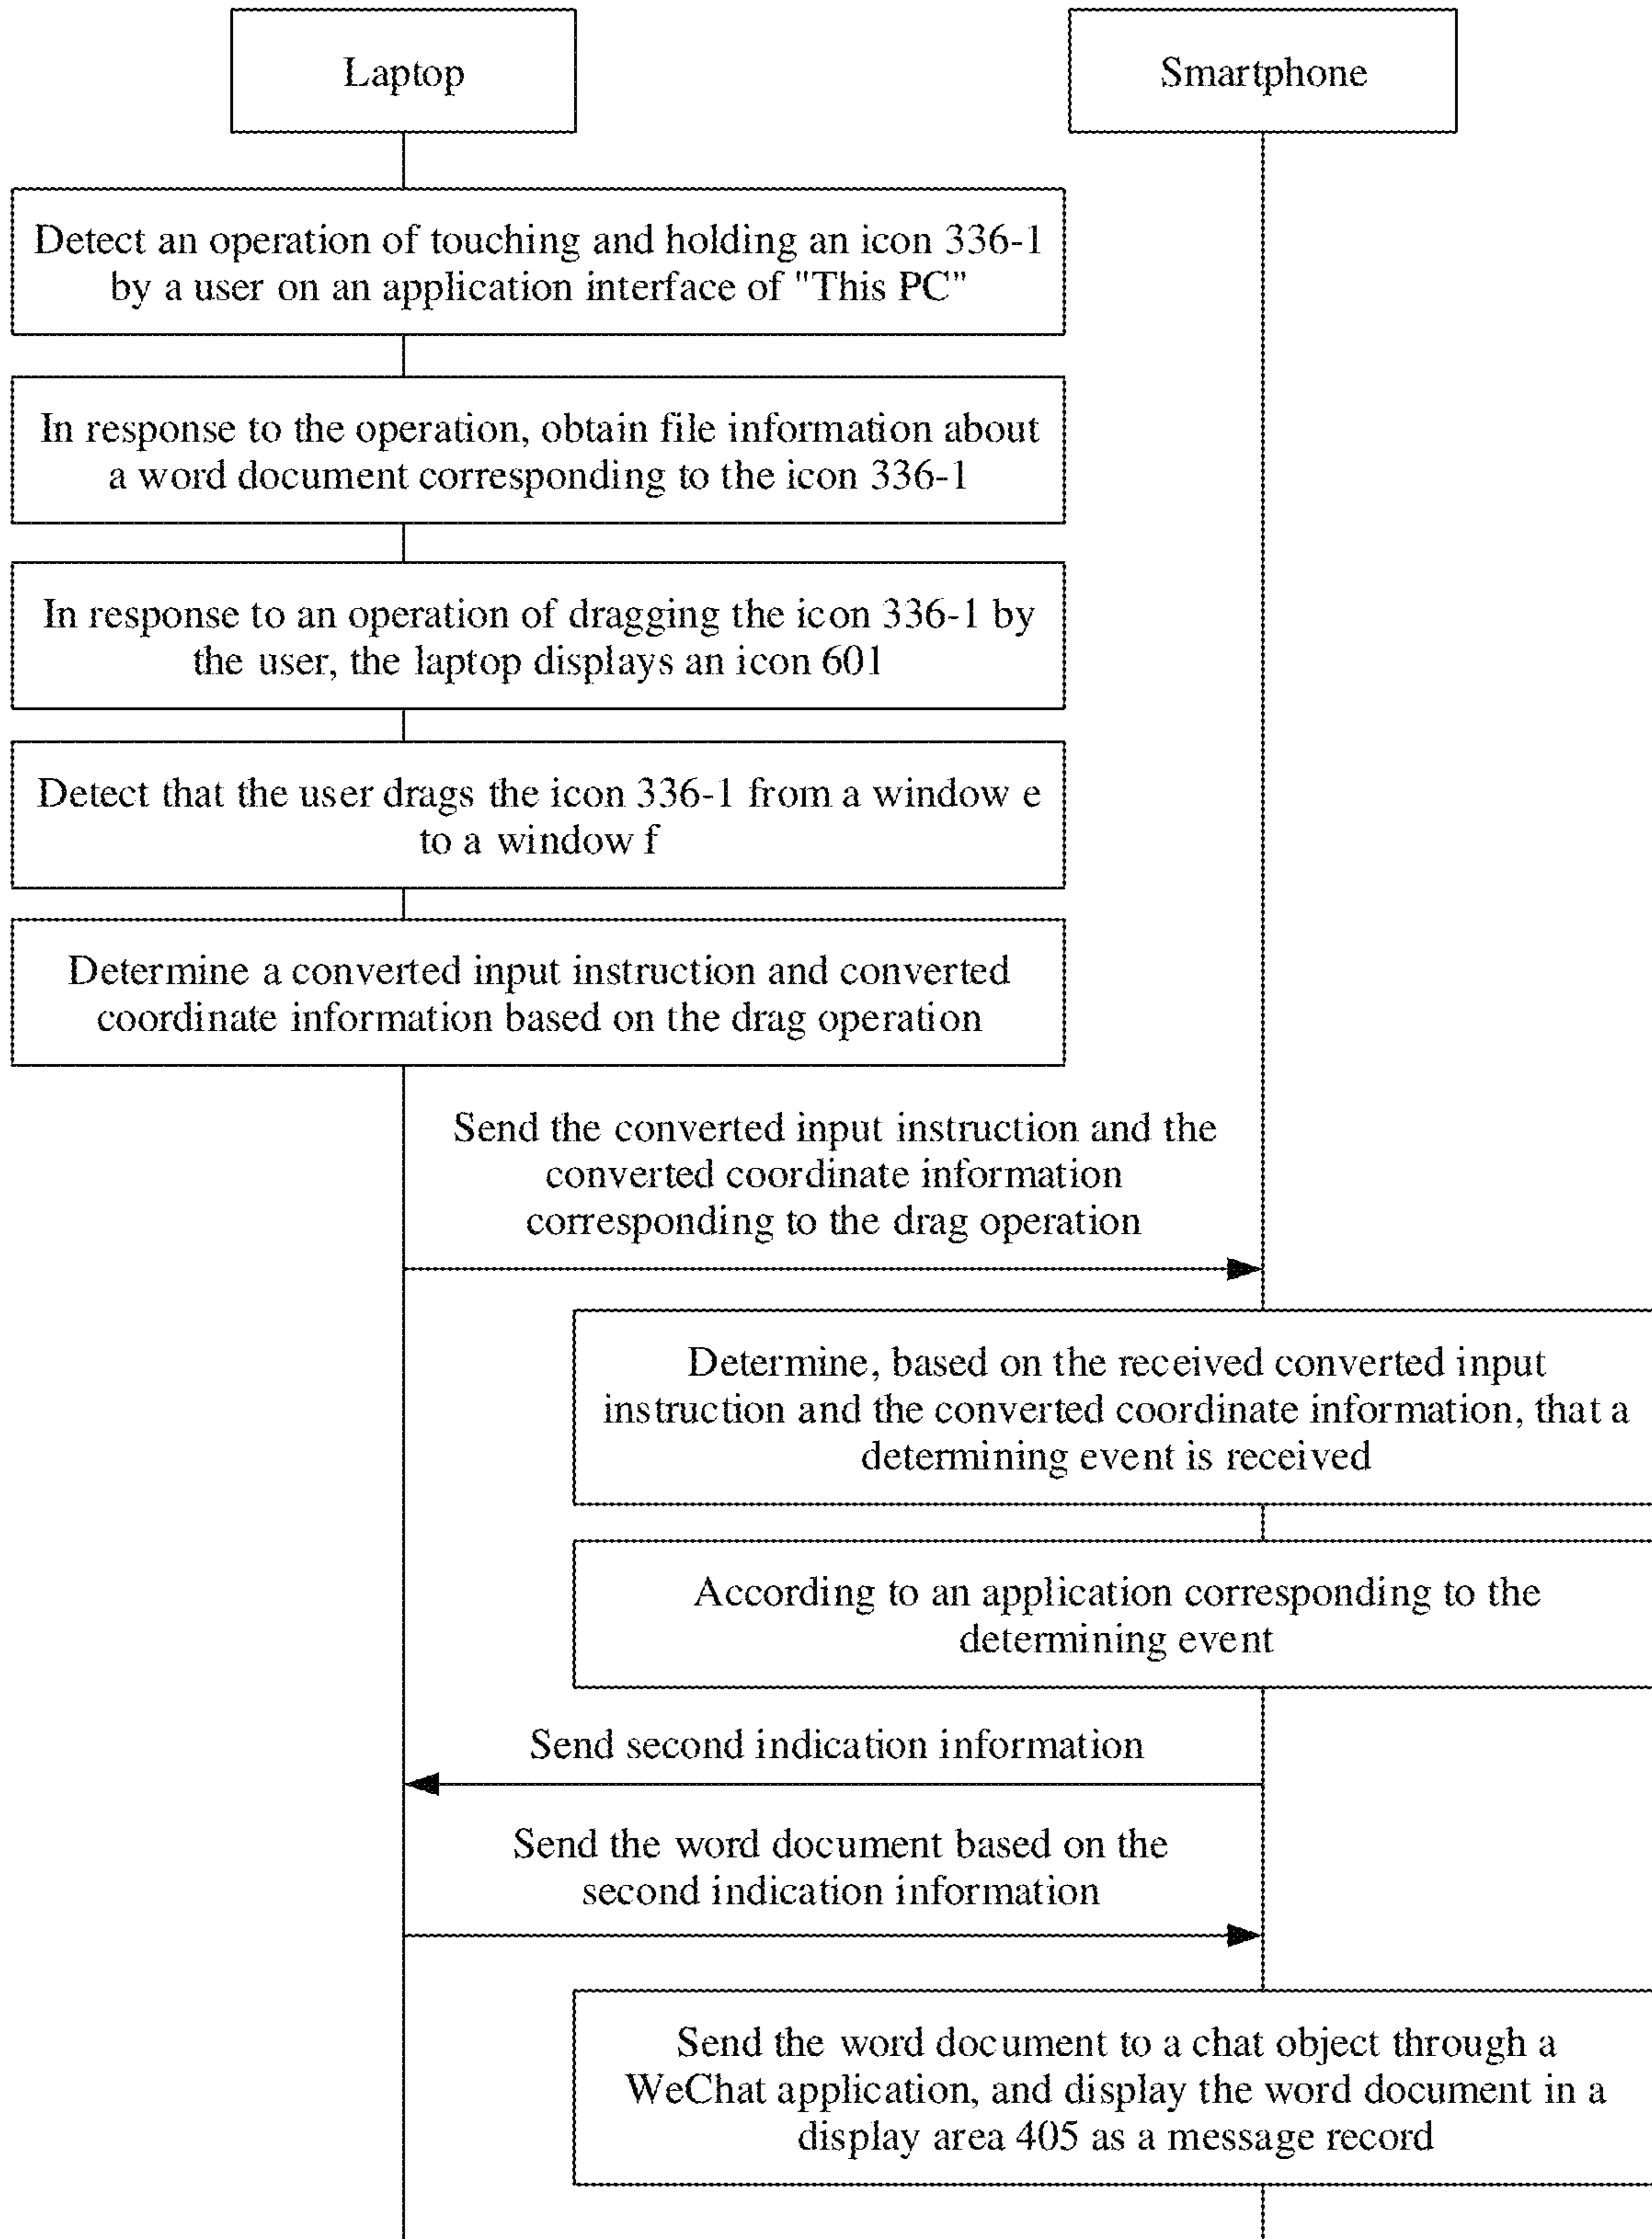 Laptop
Smartphone
Detect an operation of touching and holding an icon 336-1
by a user on an application interface of "This PC"
In response to the operation, obtain file information about
a word document corresponding to the icon 336-1
In response to an operation of dragging the icon 336-1 by
the user, the laptop displays an icon 601
Detect that the user drags the icon 336-1 from a window e
to a window f
Determine a converted input instruction and converted
coordinate information based on the drag operation
Send the converted input instruction and the
converted coordinate information
corresponding to the drag operation
Determine, based on the received converted input
instruction and the converted coordinate information, that a
determining event is received
According to an application corresponding to the
determining event
Send second indication information
Send the word document based on the
second indication information
Send the word document to a chat object through a
WeChat application, and display the word document in a
display area 405 as a message record